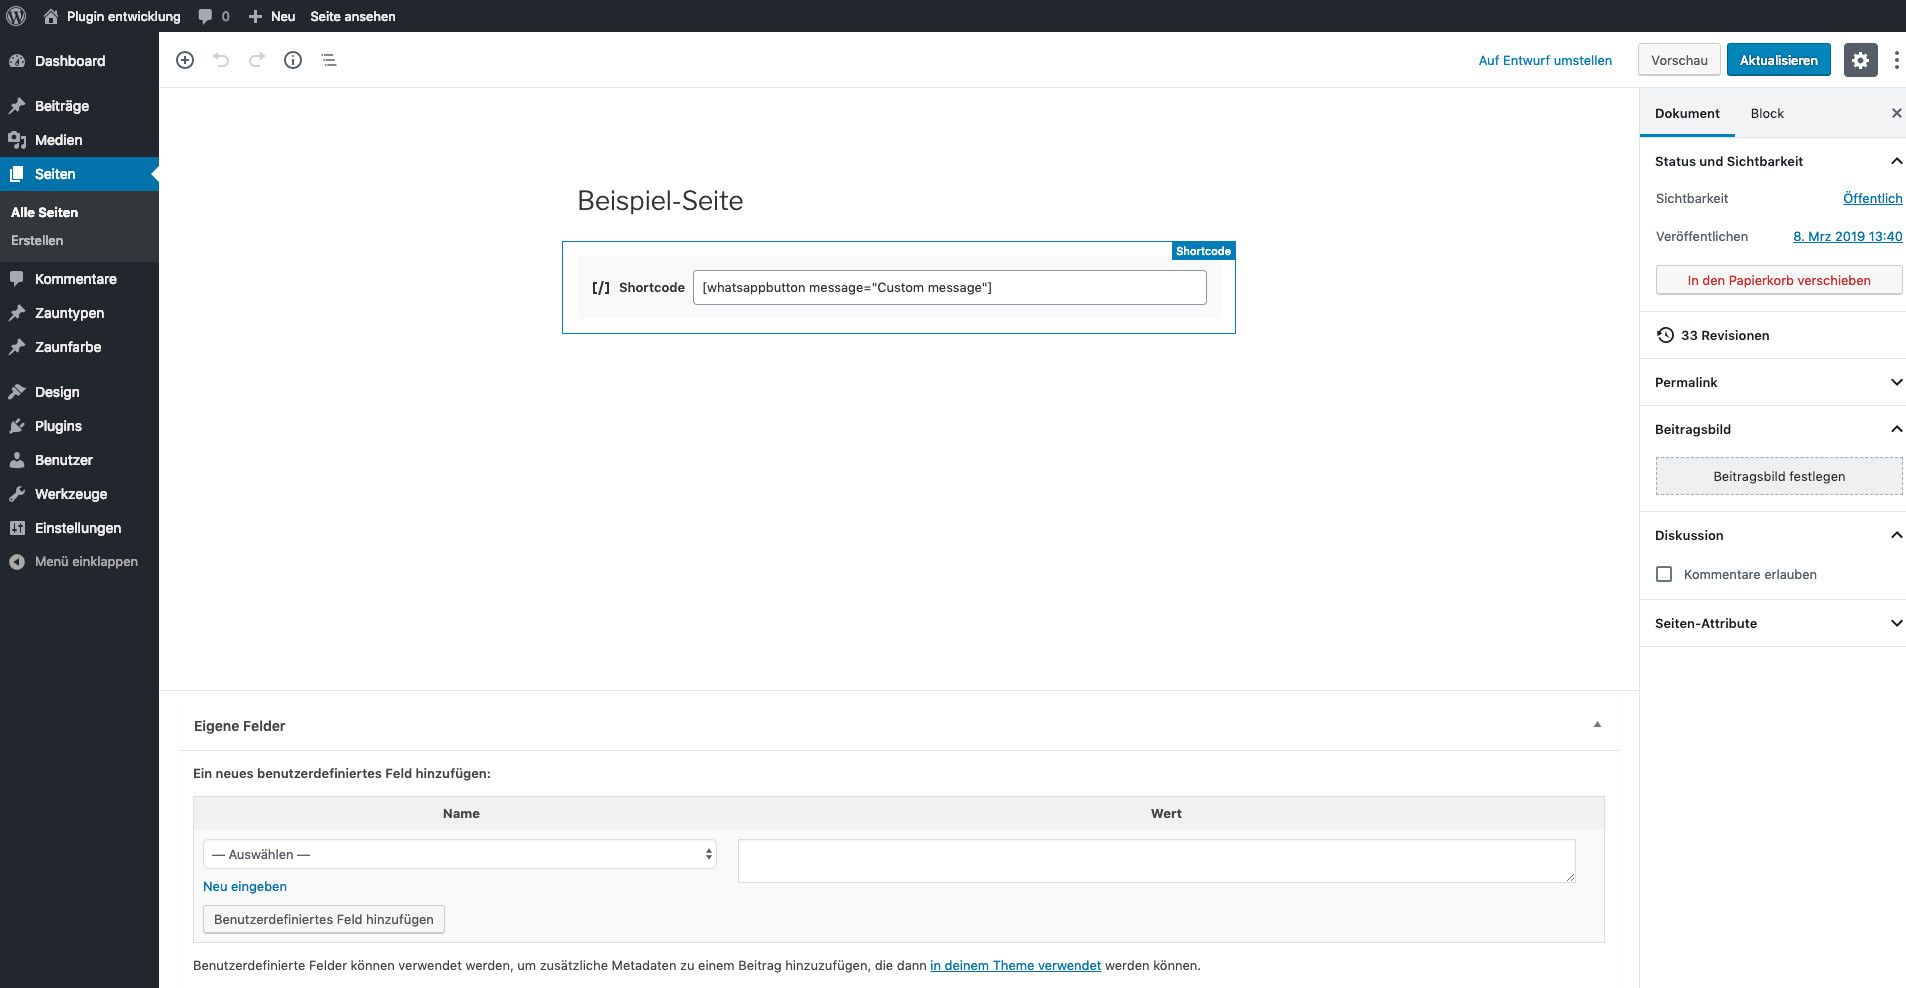 Plugin entwicklung 0 Neu Seite ansehen
Dashboard
Beiträge
Medien
Seiten
Alle Seiten
Erstellen
Kommentare
Zauntypen
Zaunfarbe
Design
Plugins
Benutzer
Werkzeuge
Einstellungen
Menü einklappen
Auf Entwurf umstellen Vorschau Aktualisieren
Beispiel-Seite
Shortcode
[/] Shortcode [whatsappbutton message="Custom message"]
Dokument Block
Status und Sichtbarkeit
Sichtbarkeit Öffentlich
Veröffentlichen 8. Mrz 2019 13:40
In den Papierkorb verschieben
33 Revisionen
Permalink
Beitragsbild
Beitragsbild festlegen
Diskussion
Kommentare erlauben
Seiten-Attribute
Eigene Felder
Ein neues benutzerdefiniertes Feld hinzufügen:
Name Wert
— Auswählen —
Neu eingeben
Benutzerdefiniertes Feld hinzufügen
Benutzerdefinierte Felder können verwendet werden, um zusätzliche Metadaten zu einem Beitrag hinzuzufügen, die dann in deinem Theme verwendet werden können.